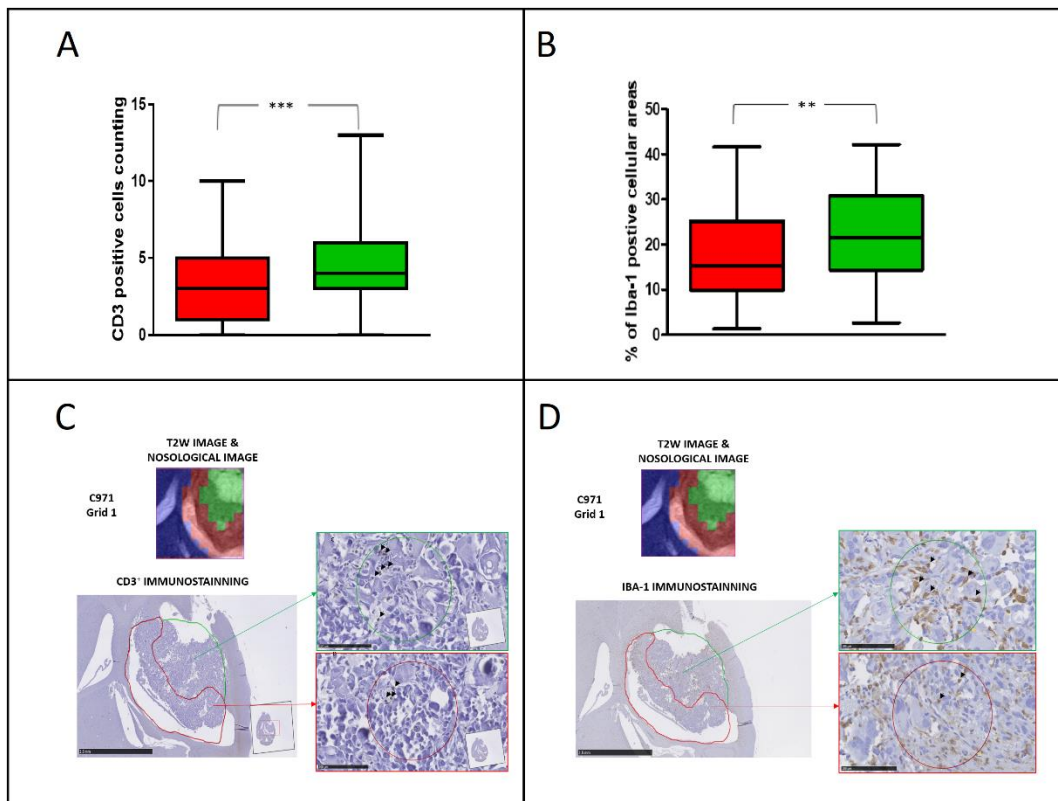 A
CD3 positive cells counting
15
10
5
0
***
B
% of Iba-1 postive cellular areas
50
40
30
20
10
0
**
C
T2W IMAGE &
NOSOLOGICAL IMAGE
C971
Grid 1
CD3⁺ IMMUNOSTAINNING
D
T2W IMAGE &
NOSOLOGICAL IMAGE
C971
Grid 1
IBA-1 IMMUNOSTAINNING